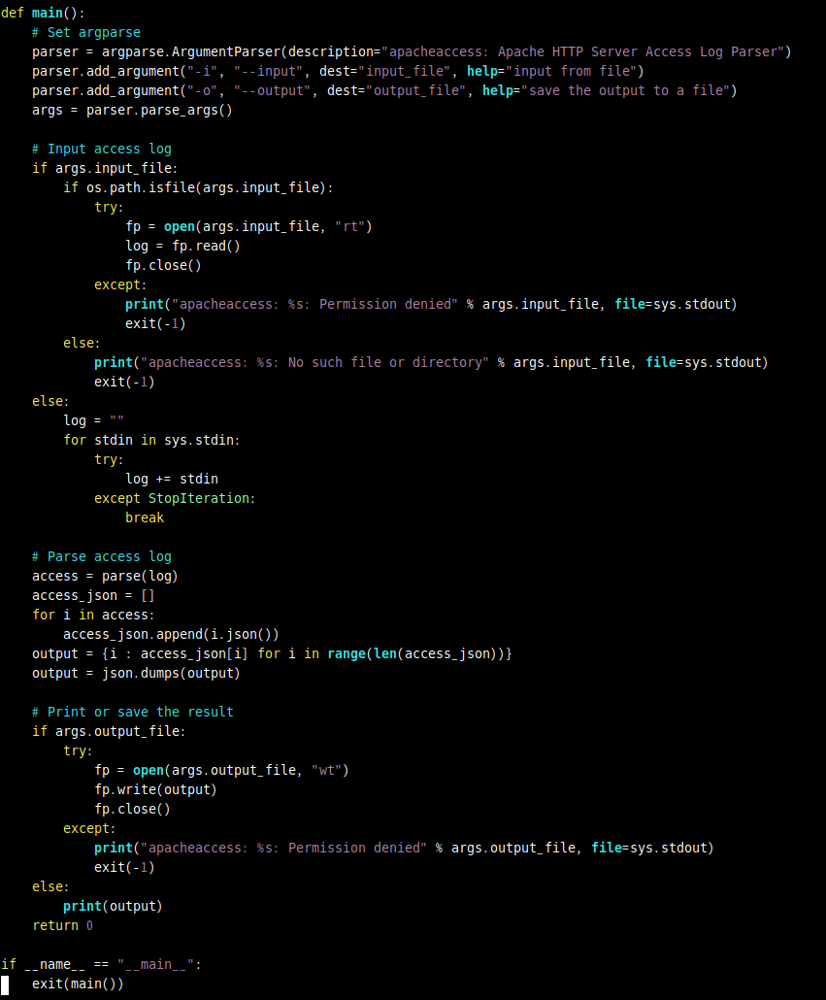 def main():
    # Set argparse
    parser = argparse.ArgumentParser(description="apacheaccess: Apache HTTP Server Access Log Parser")
    parser.add_argument("-i", "--input", dest="input_file", help="input from file")
    parser.add_argument("-o", "--output", dest="output_file", help="save the output to a file")
    args = parser.parse_args()

    # Input access log
    if args.input_file:
        if os.path.isfile(args.input_file):
            try:
                fp = open(args.input_file, "rt")
                log = fp.read()
                fp.close()
            except:
                print("apacheaccess: %s: Permission denied" % args.input_file, file=sys.stdout)
                exit(-1)
        else:
            print("apacheaccess: %s: No such file or directory" % args.input_file, file=sys.stdout)
            exit(-1)
    else:
        log = ""
        for stdin in sys.stdin:
            try:
                log += stdin
            except StopIteration:
                break

    # Parse access log
    access = parse(log)
    access_json = []
    for i in access:
        access_json.append(i.json())
    output = {i : access_json[i] for i in range(len(access_json))}
    output = json.dumps(output)

    # Print or save the result
    if args.output_file:
        try:
            fp = open(args.output_file, "wt")
            fp.write(output)
            fp.close()
        except:
            print("apacheaccess: %s: Permission denied" % args.output_file, file=sys.stdout)
            exit(-1)
    else:
        print(output)
    return 0

if __name__ == "__main__":
    exit(main())